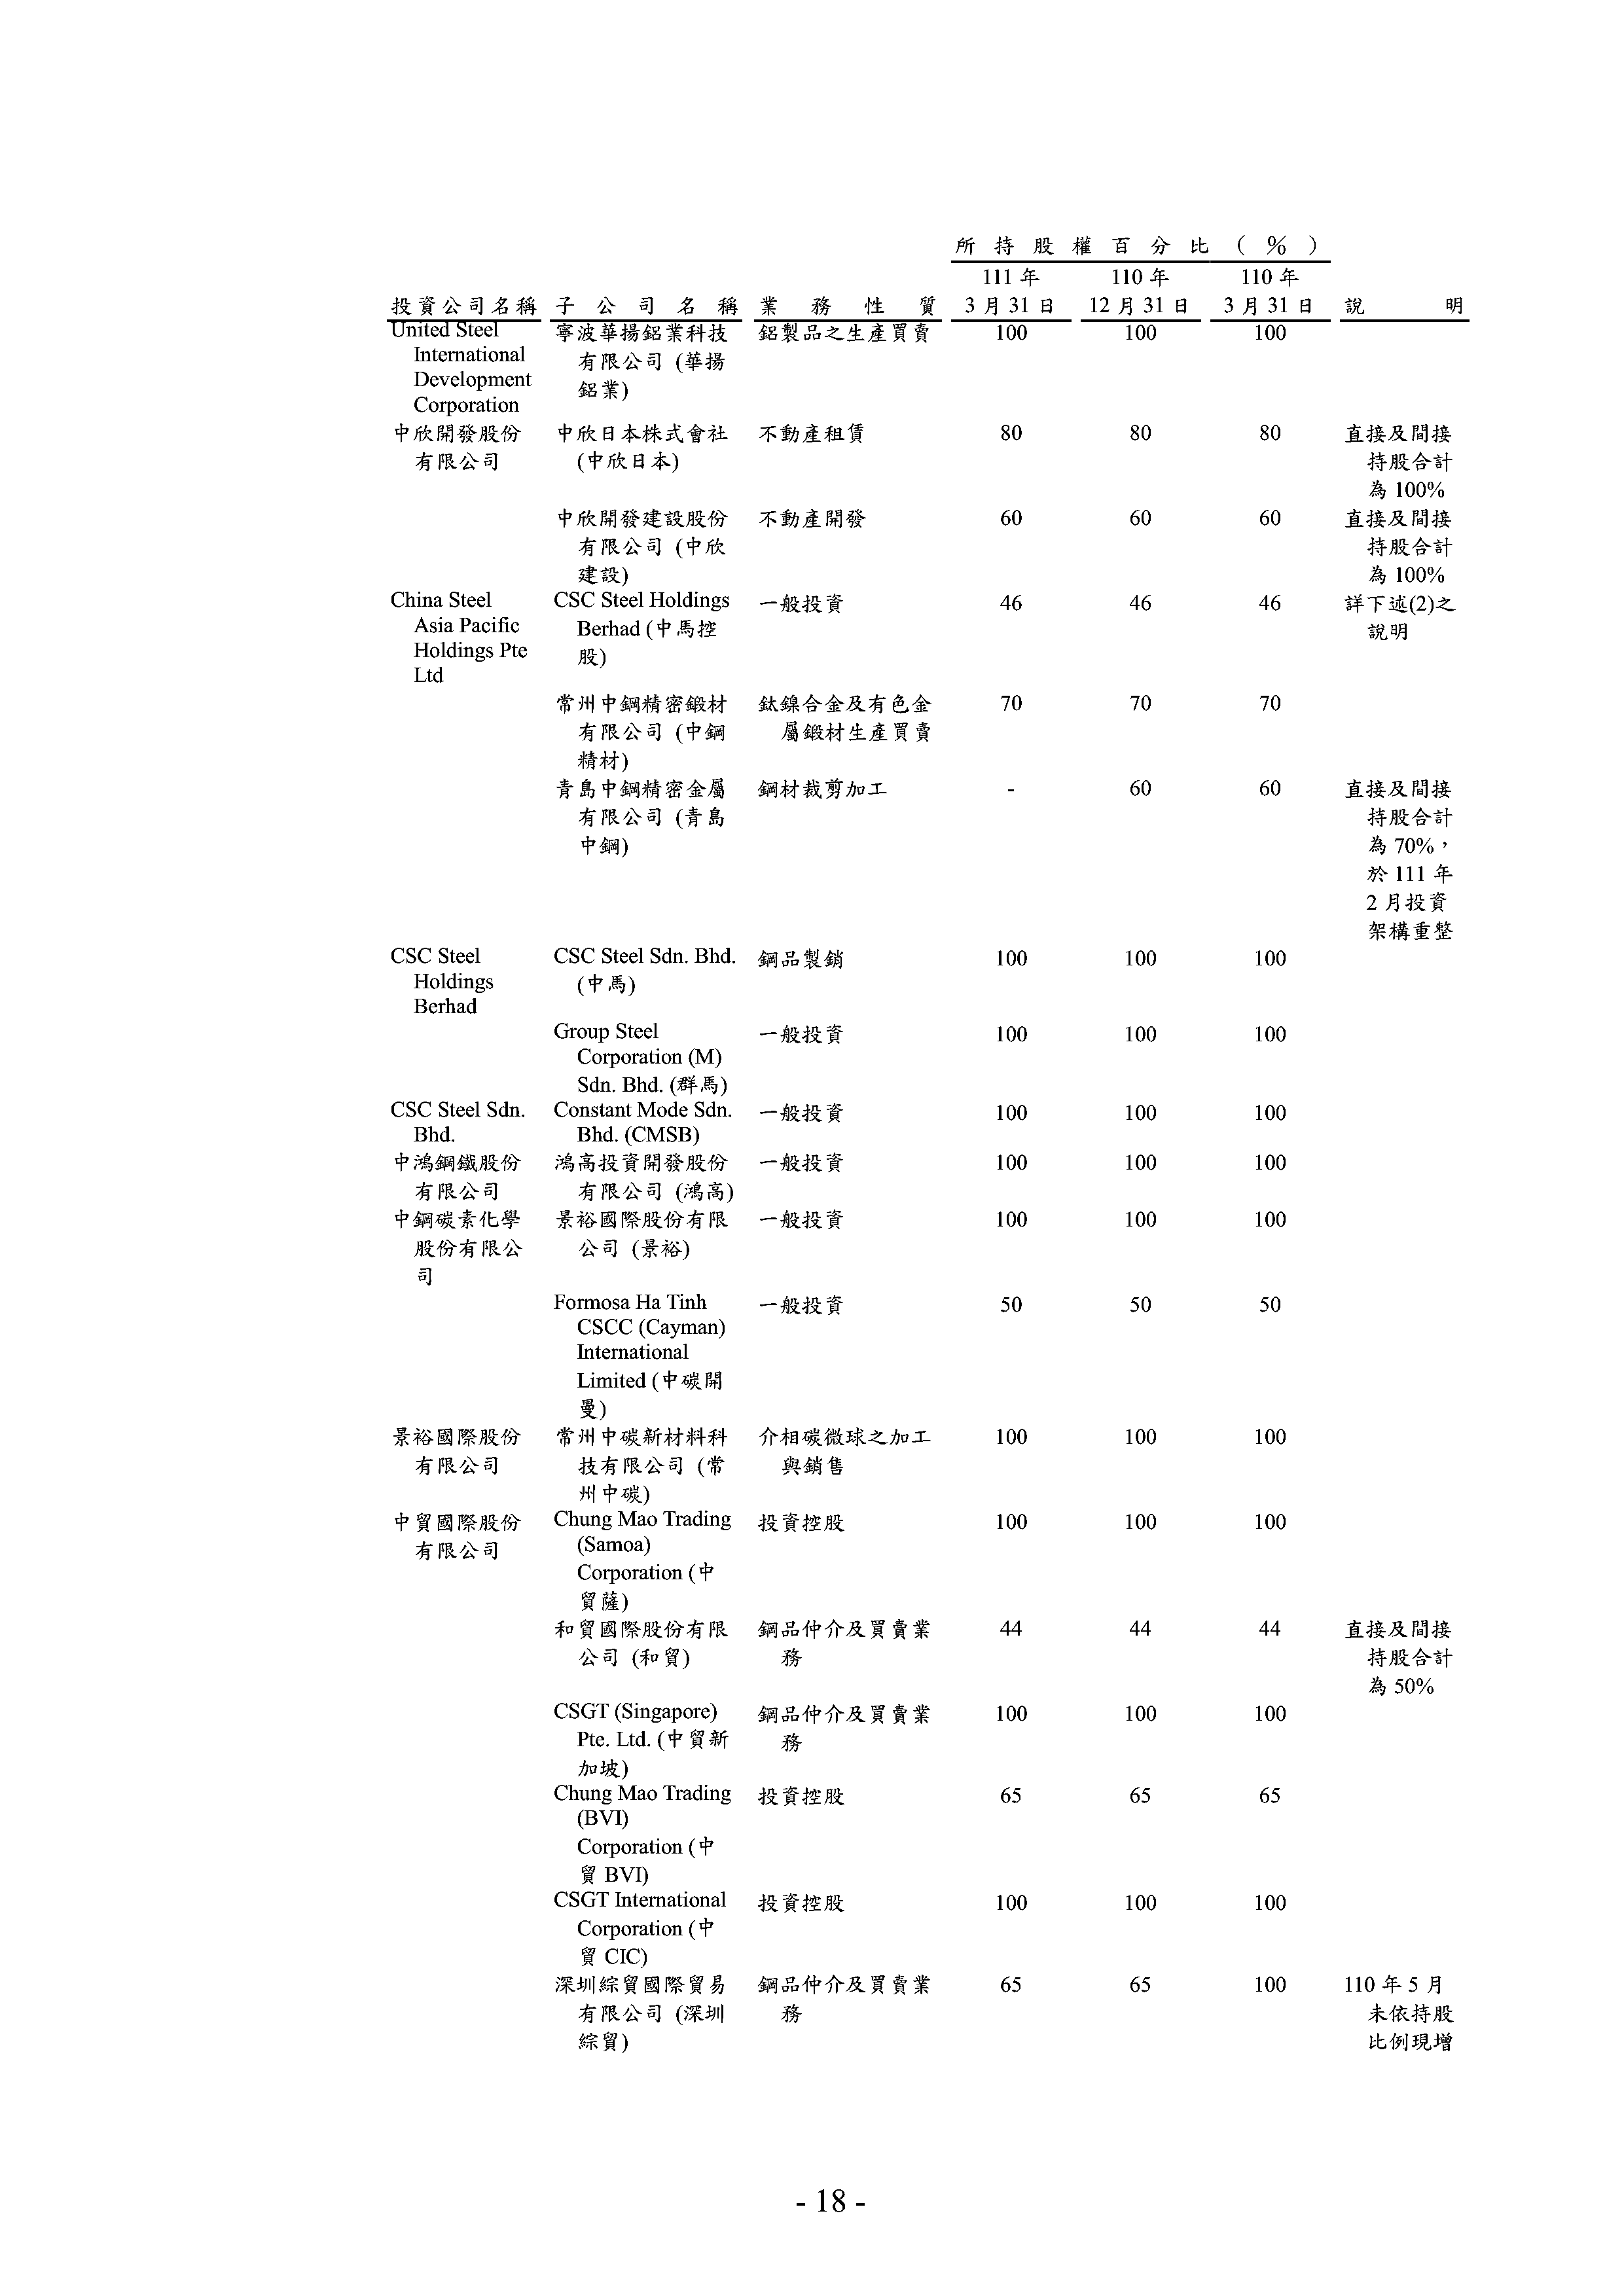 所持股權百分比(%)
111年 110年 110年
投資公司名稱 子公司名稱 業務性質 3月31日 12月31日 3月31日 說明
United Steel 寧波華揚鋁業科技 鋁製品之生產買賣 100 100 100
International 有限公司 (華揚
Development 鋁業)
Corporation
中欣開發股份 中欣日本株式會社 不動產租賃 80 80 80 直接及間接
有限公司 (中欣日本) 持股合計
為 100%
中欣開發建設股份 不動產開發 60 60 60 直接及間接
有限公司 (中欣 持股合計
建設) 為 100%
China Steel CSC Steel Holdings 一般投資 46 46 46 詳下述(2)之
Asia Pacific Berhad (中馬控 說明
Holdings Pte 股)
Ltd
常州中鋼精密鍛材 鈦鎳合金及有色金 70 70 70
有限公司 (中鋼 屬鍛材生產買賣
精材)
青島中鋼精密金屬 鋼材裁剪加工 - 60 60 直接及間接
有限公司 (青島 持股合計
中鋼) 為 70%，
於 111 年
2 月投資
架構重整
CSC Steel CSC Steel Sdn. Bhd. 鋼品製銷 100 100 100
Holdings (中馬)
Berhad
Group Steel 一般投資 100 100 100
Corporation (M)
Sdn. Bhd. (群馬)
CSC Steel Sdn. Constant Mode Sdn. 一般投資 100 100 100
Bhd. Bhd. (CMSB)
中鴻鋼鐵股份 鴻高投資開發股份 一般投資 100 100 100
有限公司 有限公司 (鴻高)
中鋼碳素化學 景裕國際股份有限 一般投資 100 100 100
股份有限公 公司 (景裕)
司
Formosa Ha Tinh 一般投資 50 50 50
CSCC (Cayman)
International
Limited (中碳開
曼)
景裕國際股份 常州中碳新材料科 介相碳微球之加工 100 100 100
有限公司 技有限公司 (常 與銷售
州中碳)
中貿國際股份 Chung Mao Trading 投資控股 100 100 100
有限公司 (Samoa)
Corporation (中
貿薩)
和貿國際股份有限 鋼品仲介及買賣業 44 44 44 直接及間接
公司 (和貿) 務 持股合計
為 50%
CSGT (Singapore) 鋼品仲介及買賣業 100 100 100
Pte. Ltd. (中貿新 務
加坡)
Chung Mao Trading 投資控股 65 65 65
(BVI)
Corporation (中
貿 BVI)
CSGT International 投資控股 100 100 100
Corporation (中
貿 CIC)
深圳綜貿國際貿易 鋼品仲介及買賣業 65 65 100 110 年 5 月
有限公司 (深圳 務 未依持股
綜貿) 比例現增
- 18 -